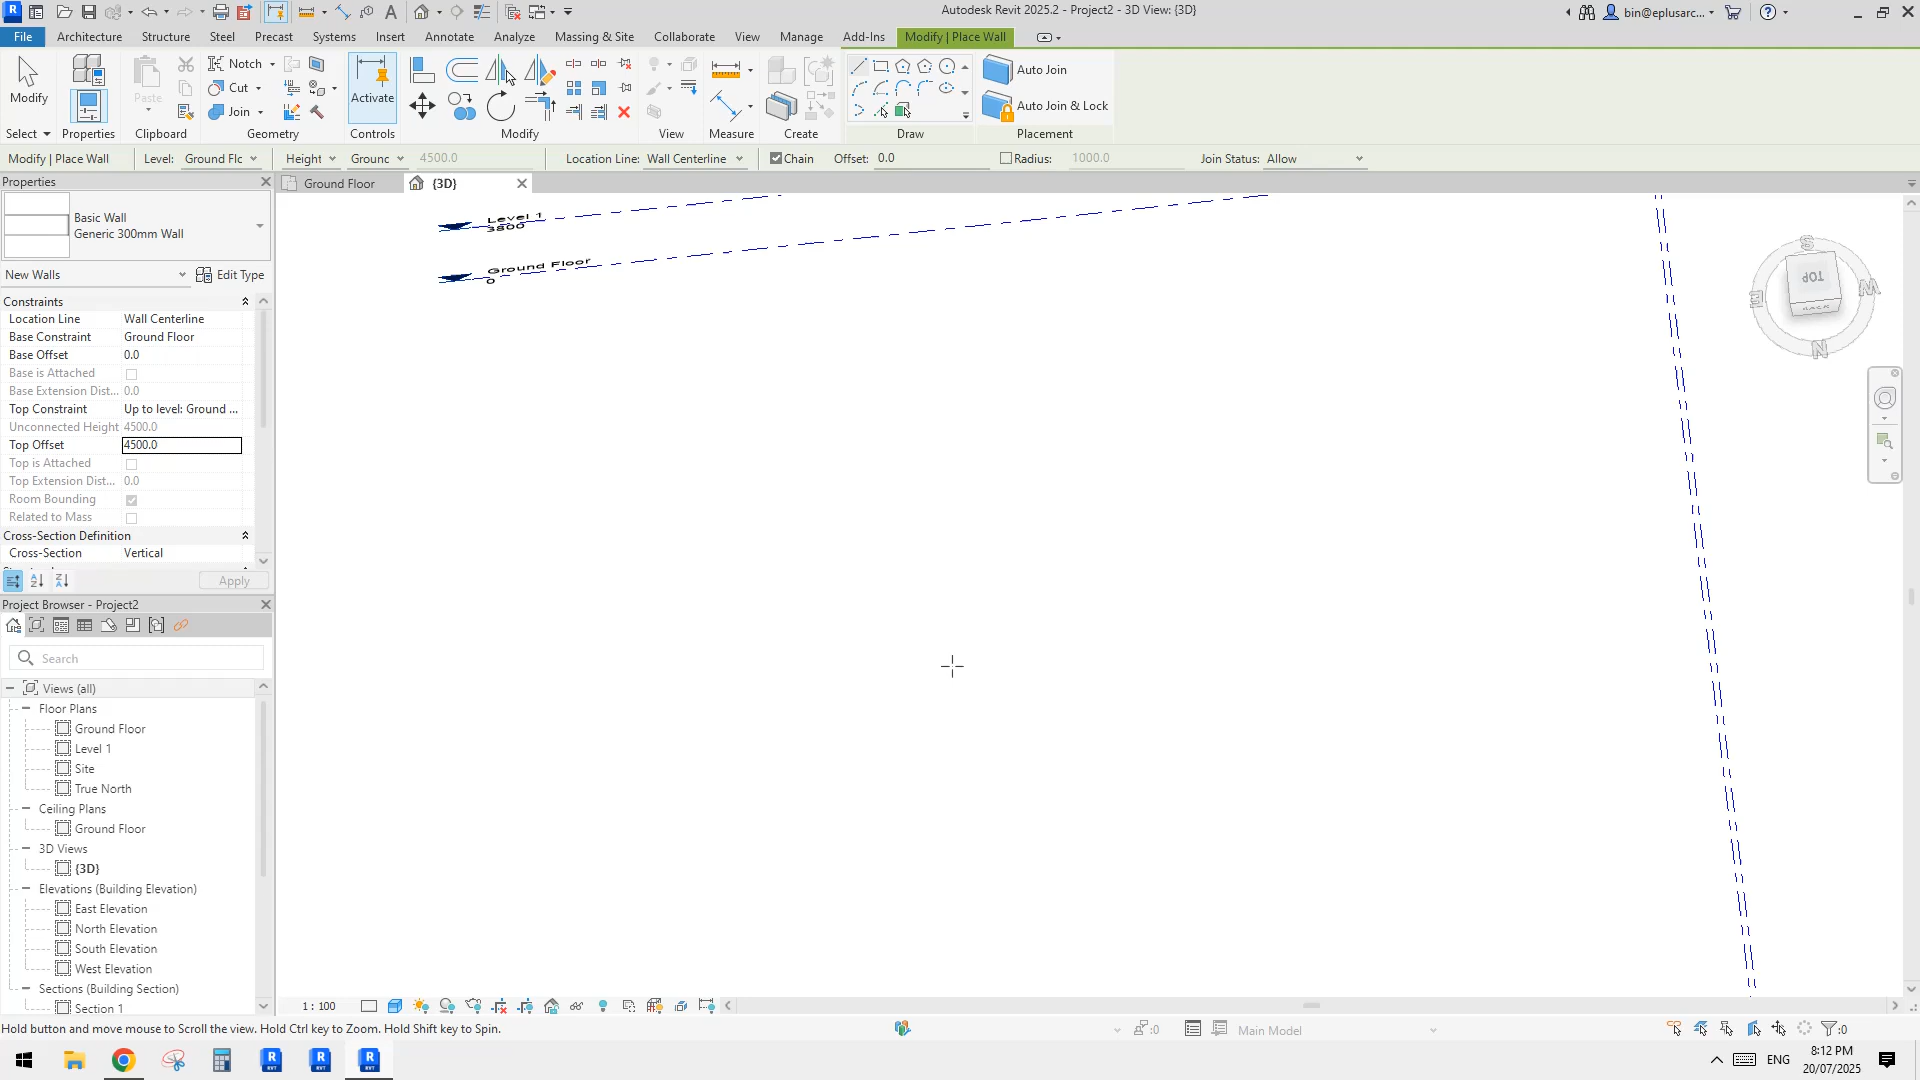 Autodesk Revit 2025.2 - Project2 - 3D View: {3D}
bin@eplusarc...
File
Architecture
Structure
Steel
Precast
Systems
Insert
Annotate
Analyze
Massing & Site
Collaborate
View
Manage
Add-Ins
Modify | Place Wall
Modify
Select
Properties
Paste
Clipboard
Notch
Cut
Join
Geometry
Activate
Controls
Modify
View
Measure
Create
Draw
Auto Join
Auto Join & Lock
Placement
Modify | Place Wall
Level:
Ground Flc
Height
Grounc
4500.0
Location Line:
Wall Centerline
Chain
Offset:
0.0
Radius:
1000.0
Join Status:
Allow
Properties
Ground Floor
{3D}
Basic Wall
Generic 300mm Wall
New Walls
Edit Type
Constraints
Location Line Wall Centerline
Base Constraint Ground Floor
Base Offset 0.0
Base is Attached
Base Extension Dist... 0.0
Top Constraint Up to level: Ground ...
Unconnected Height 4500.0
Top Offset 4500.0
Top is Attached
Top Extension Dist... 0.0
Room Bounding
Related to Mass
Cross-Section Definition
Cross-Section Vertical
Apply
Project Browser - Project2
Search
Views (all)
Floor Plans
Ground Floor
Level 1
Site
True North
Ceiling Plans
Ground Floor
3D Views
{3D}
Elevations (Building Elevation)
East Elevation
North Elevation
South Elevation
West Elevation
Sections (Building Section)
Section 1
Level 1
3800
Ground Floor
0
S
E
W
N
TOP
BACK
1 : 100
Hold button and move mouse to Scroll the view. Hold Ctrl key to Zoom. Hold Shift key to Spin.
:0
Main Model
:0
ENG
8:12 PM
20/07/2025